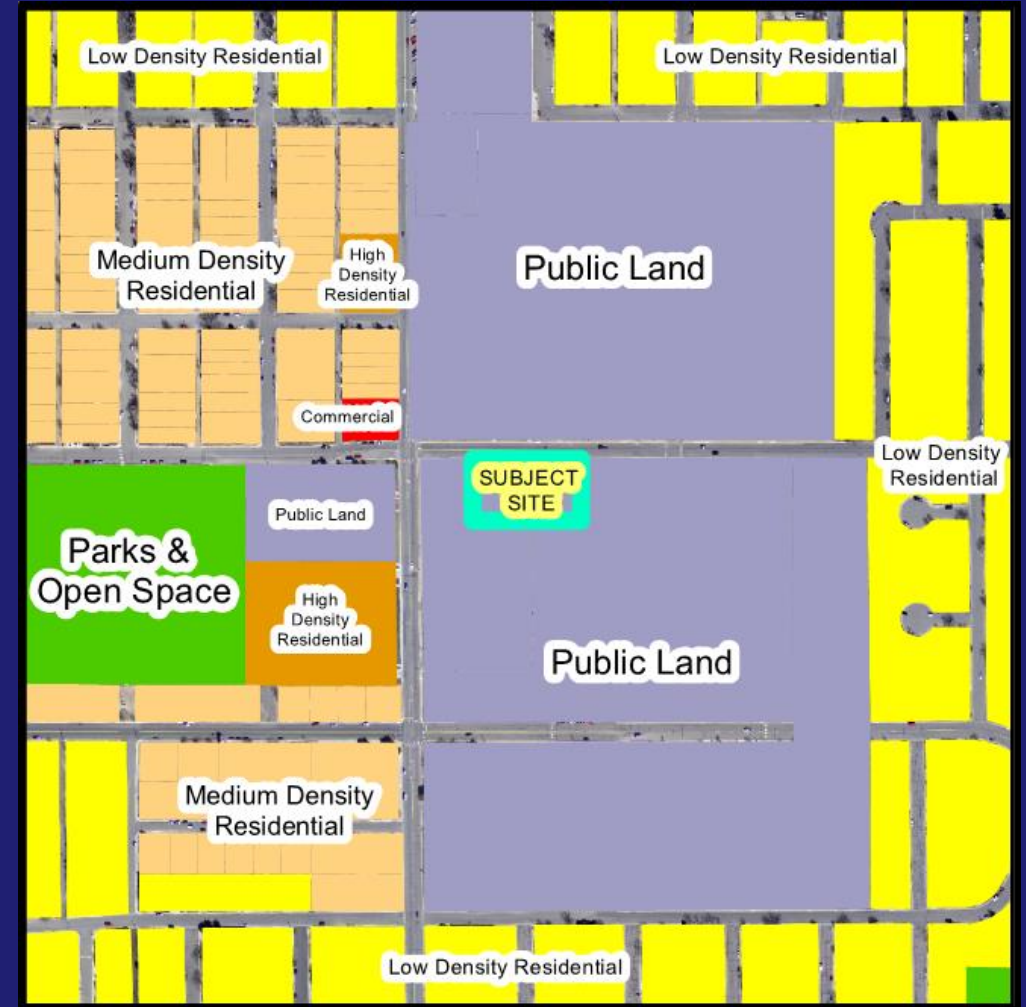 Low Density Residential
Low Density Residential
Medium Density
Residential
High
Density
Residential
Public Land
Commercial
Low Density
Residential
SUBJECT
SITE
Public Land
Parks &
Open Space
High
Density
Residential
Public Land
Medium Density
Residential
Low Density Residential